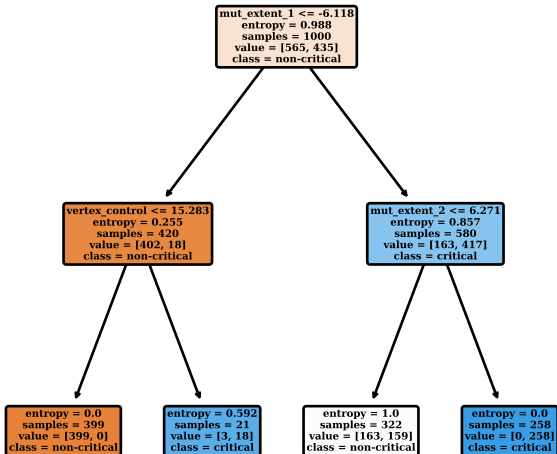 mut_extent_1 <= -6.118
entropy = 0.988
samples = 1000
value = [565, 435]
class = non-critical
vertex_control <= 15.283
entropy = 0.255
samples = 420
value = [402, 18]
class = non-critical
mut_extent_2 <= 6.271
entropy = 0.857
samples = 580
value = [163, 417]
class = critical
entropy = 0.0
samples = 399
value = [399, 0]
class = non-critical
entropy = 0.592
samples = 21
value = [3, 18]
class = critical
entropy = 1.0
samples = 322
value = [163, 159]
class = non-critical
entropy = 0.0
samples = 258
value = [0, 258]
class = critical